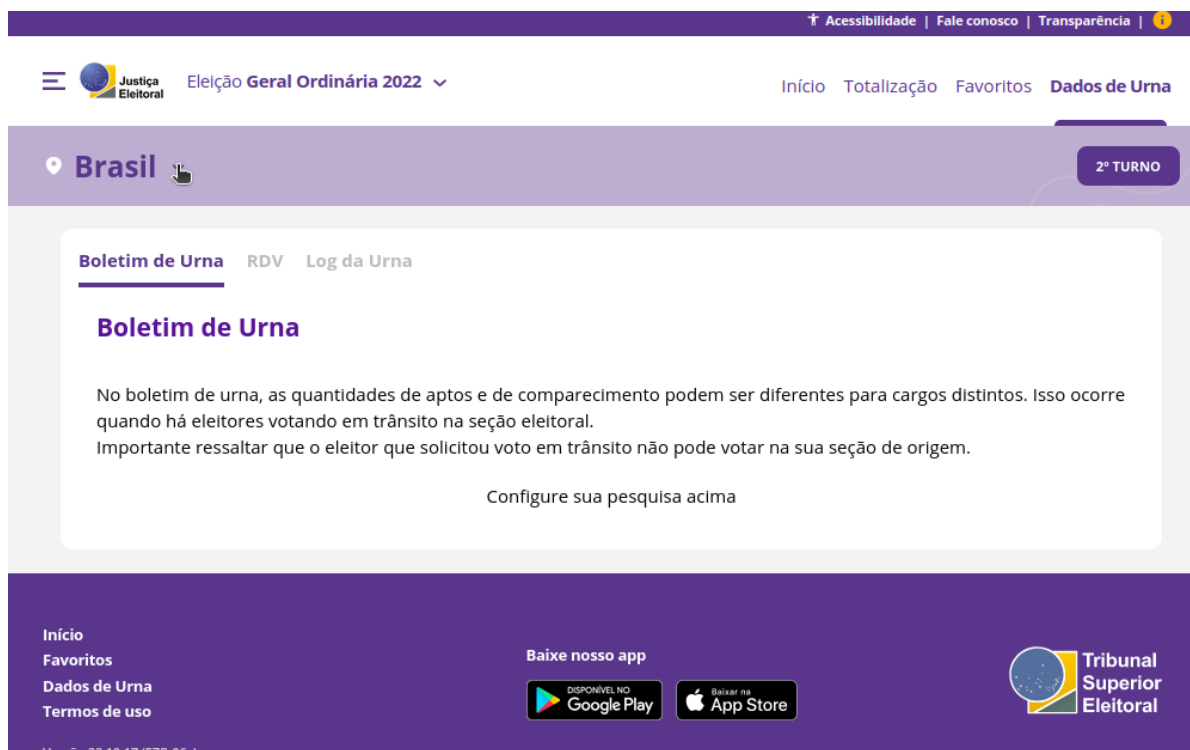 Acessibilidade | Fale conosco | Transparência | i
Justiça
Eleitoral
Eleição Geral Ordinária 2022
Início Totalização Favoritos Dados de Urna
Brasil
2º TURNO
Boletim de Urna RDV Log da Urna
Boletim de Urna
No boletim de urna, as quantidades de aptos e de comparecimento podem ser diferentes para cargos distintos. Isso ocorre
quando há eleitores votando em trânsito na seção eleitoral.
Importante ressaltar que o eleitor que solicitou voto em trânsito não pode votar na sua seção de origem.
Configure sua pesquisa acima
Início
Favoritos
Dados de Urna
Termos de uso
Baixe nosso app
DISPONÍVEL NO
Google Play
Baixar na
App Store
Tribunal
Superior
Eleitoral